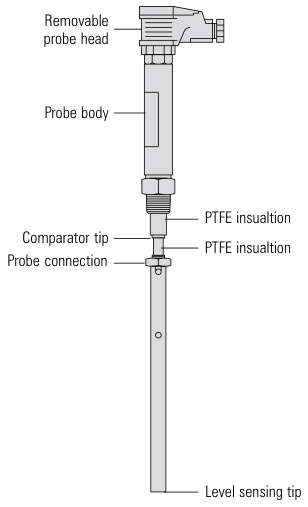 Removable
probe head
Probe body
PTFE insualtion
Comparator tip
PTFE insualtion
Probe connection
Level sensing tip